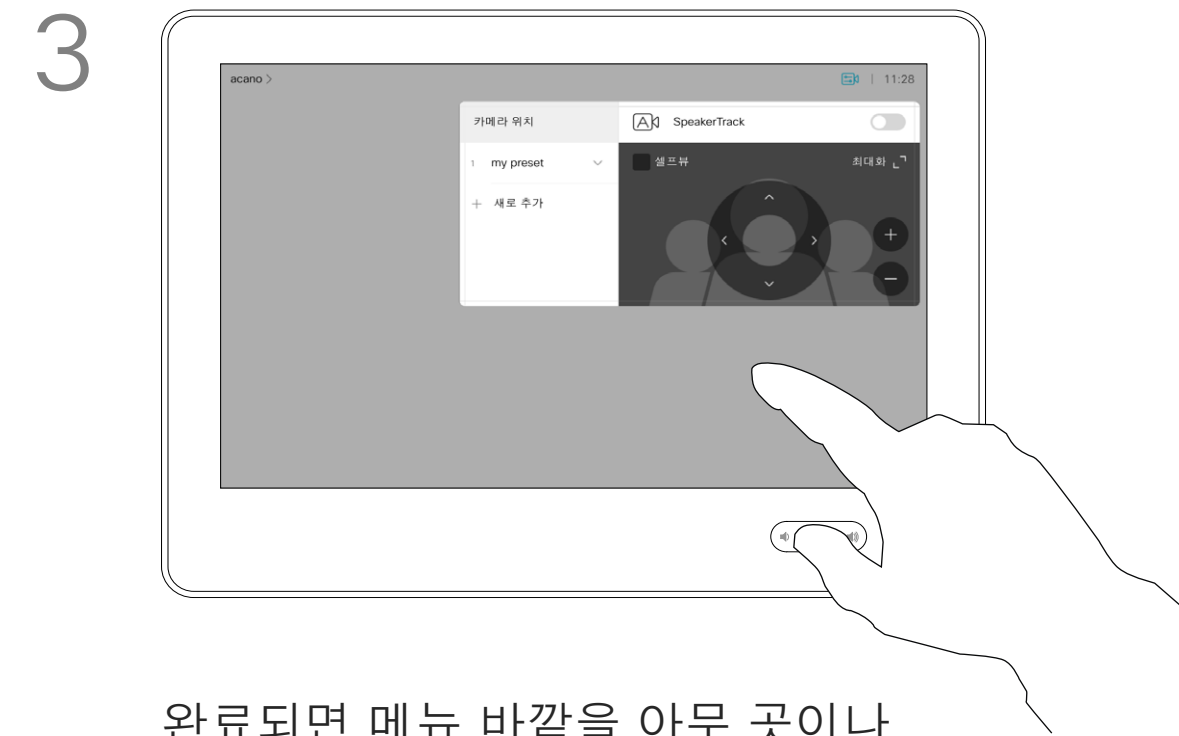 3
acano >
| 11:28
카메라 위치
SpeakerTrack
1 my preset
셀프뷰
최대화
+ 새로 추가
완료되면 메뉴 바깥을 아무 곳이나